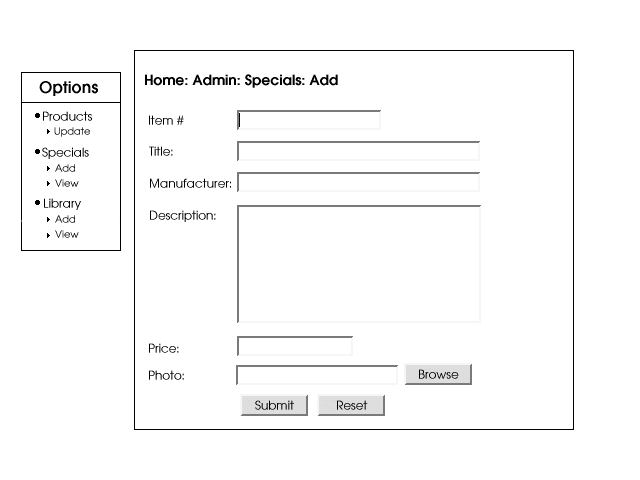 Options
Products
Update
Specials
Add
View
Library
Add
View
Home: Admin: Specials: Add
Item #
Title:
Manufacturer:
Description:
Price:
Photo:
Browse
Submit
Reset